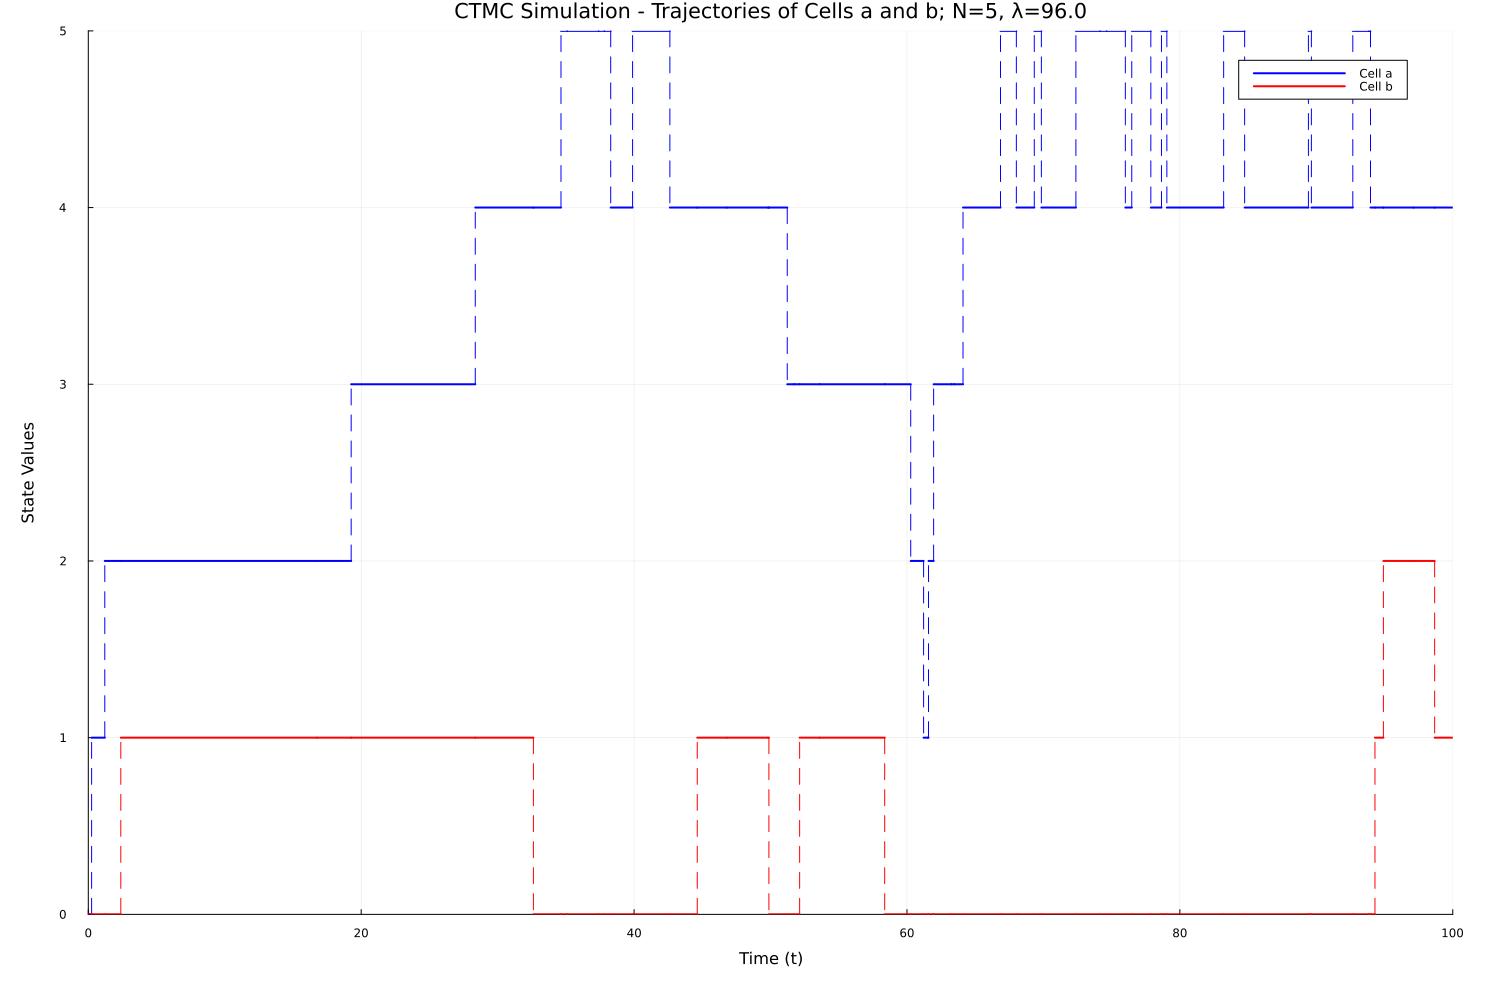 CTMC Simulation - Trajectories of Cells a and b; N=5, λ=96.0
5
Cell a
Cell b
4
3
State Values
2
1
0
0 20 40 60 80 100
Time (t)